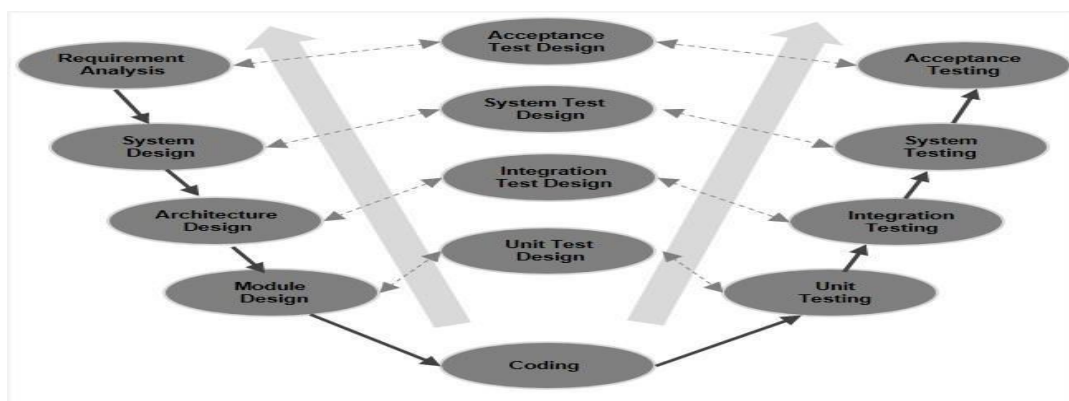 Requirement
Analysis
Acceptance
Test Design
Acceptance
Testing
System
Design
System Test
Design
System
Testing
Architecture
Design
Integration
Test Design
Integration
Testing
Module
Design
Unit Test
Design
Unit
Testing
Coding